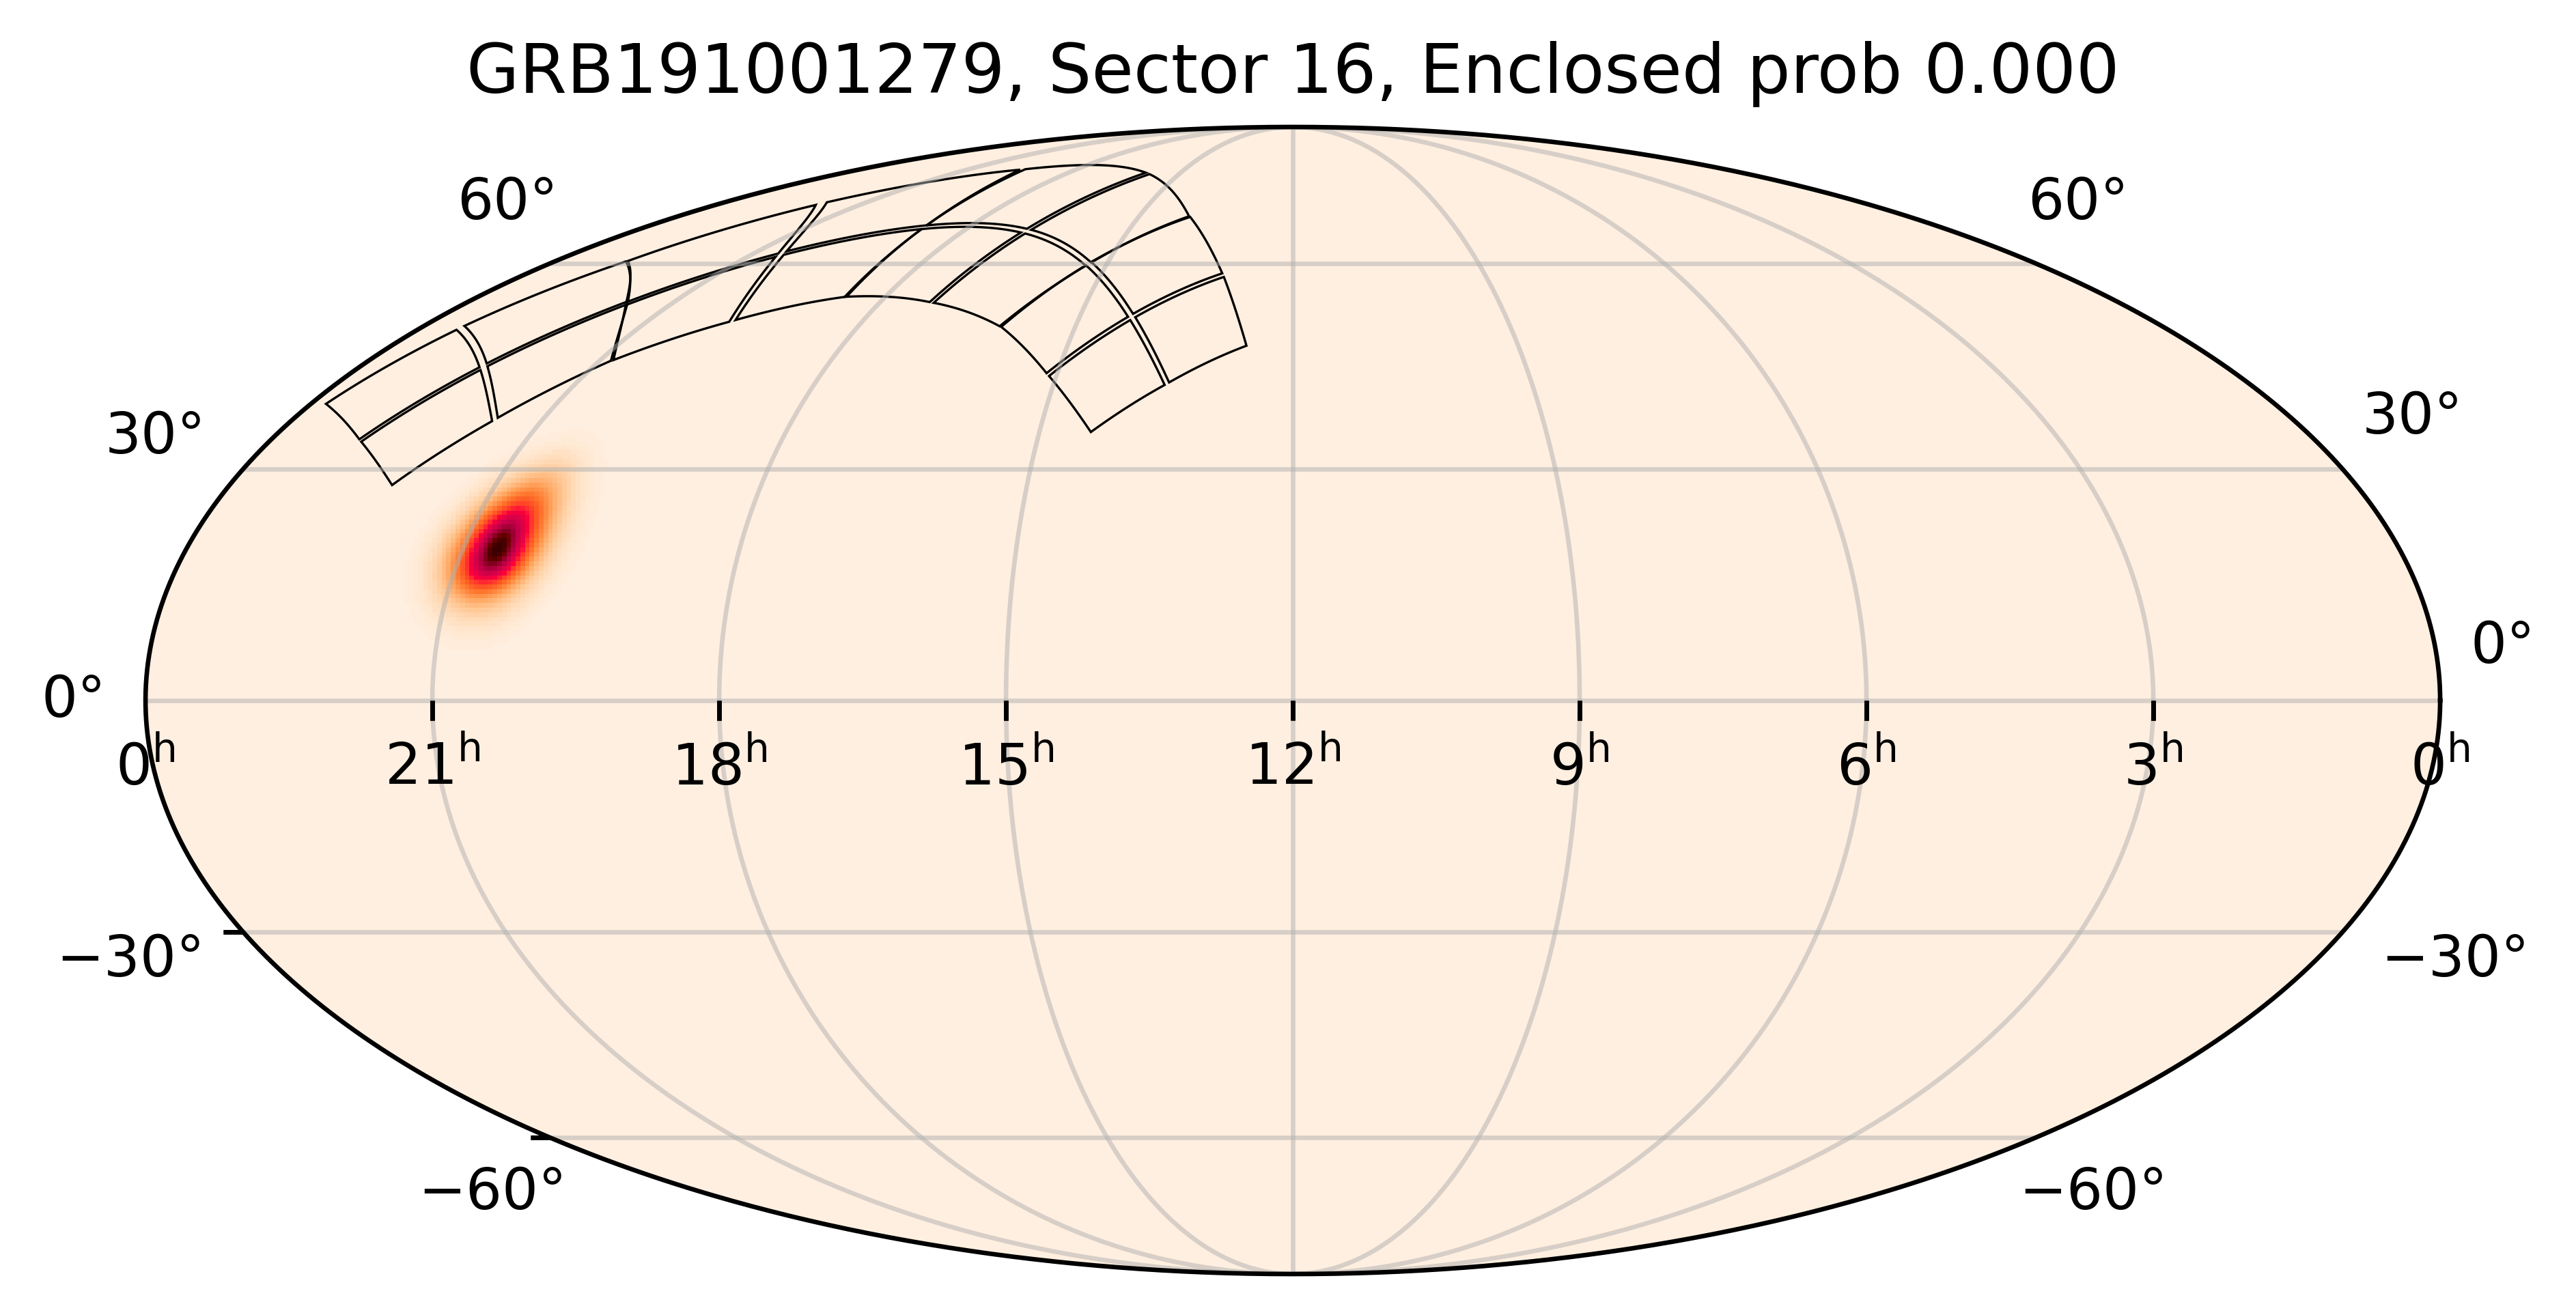 GRB191001279, Sector 16, Enclosed prob 0.000
60° 60°
30° 30°
0° 0°
0ʰ 21ʰ 18ʰ 15ʰ 12ʰ 9ʰ 6ʰ 3ʰ 0ʰ
−30° −30°
−60° −60°